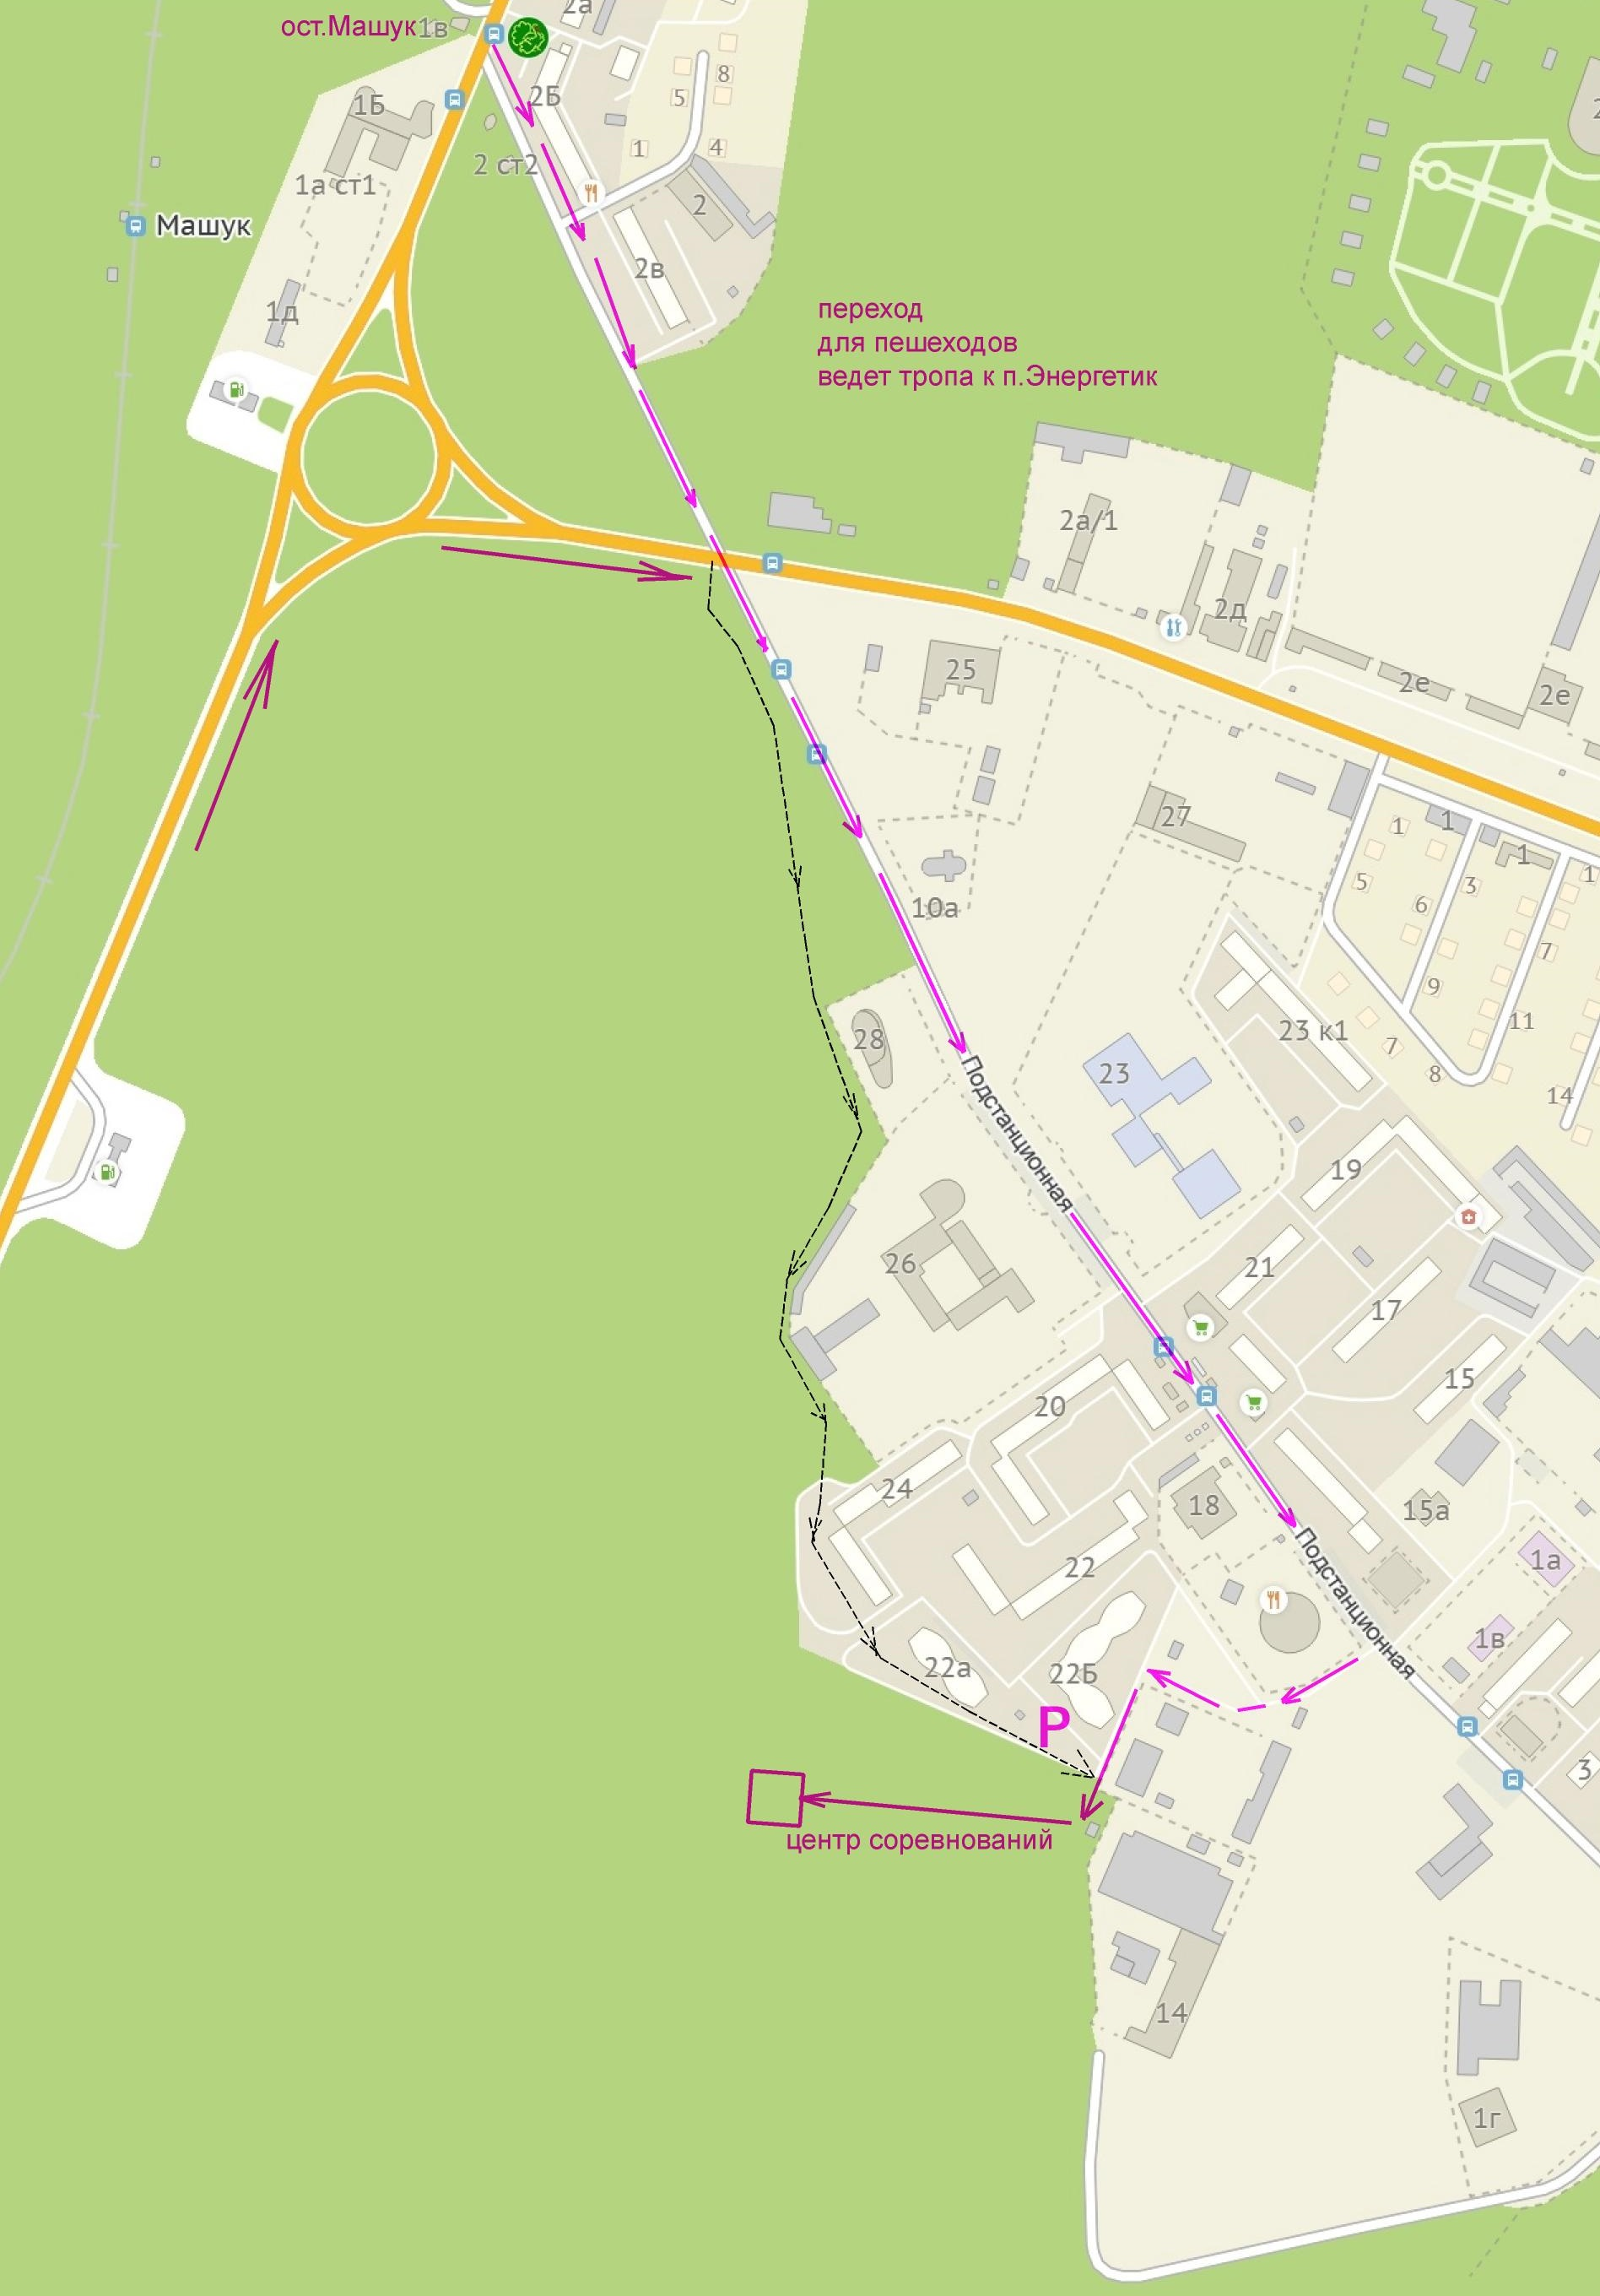 2а
ост.Машук
1в
8
2Б
5
1Б
1
4
2 ст2
1а ст1
2
Машук
2в
1д
переход
для пешеходов
ведет тропа к п.Энергетик
2а/1
2д
25
2е
2е
27
1
1
1
1
5
3
6
10а
7
9
11
28
23 к1
7
23
8
14
Подстанционная
19
26
21
17
15
20
24
18
15а
22
1а
Подстанционная
1в
22а
22Б
P
3
центр соревнований
14
1г